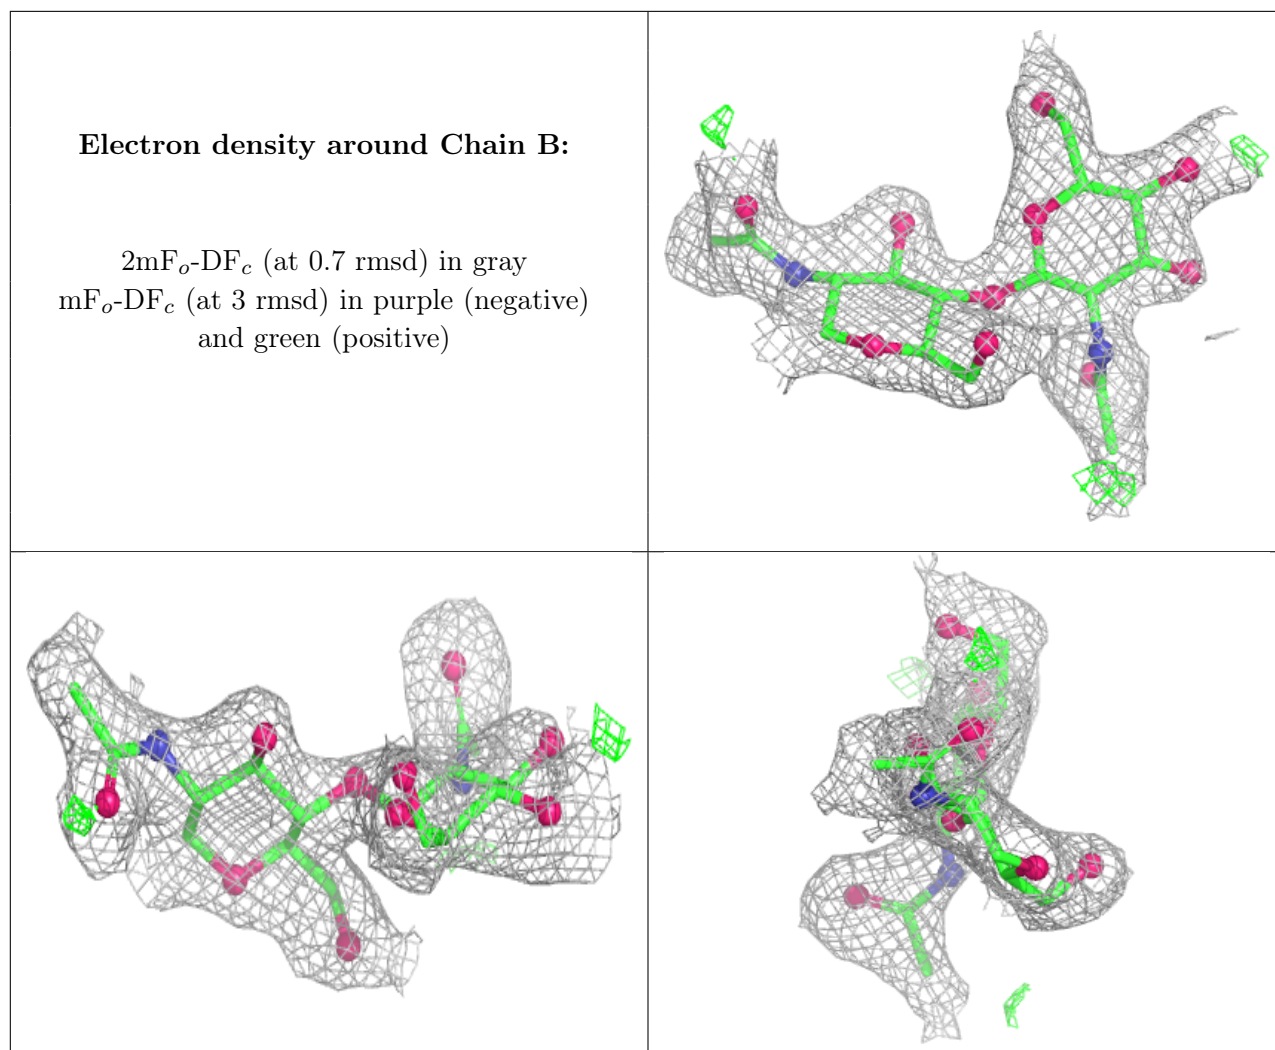 Electron density around Chain B:
2mFo-DFc (at 0.7 rmsd) in gray
mFo-DFc (at 3 rmsd) in purple (negative)
and green (positive)